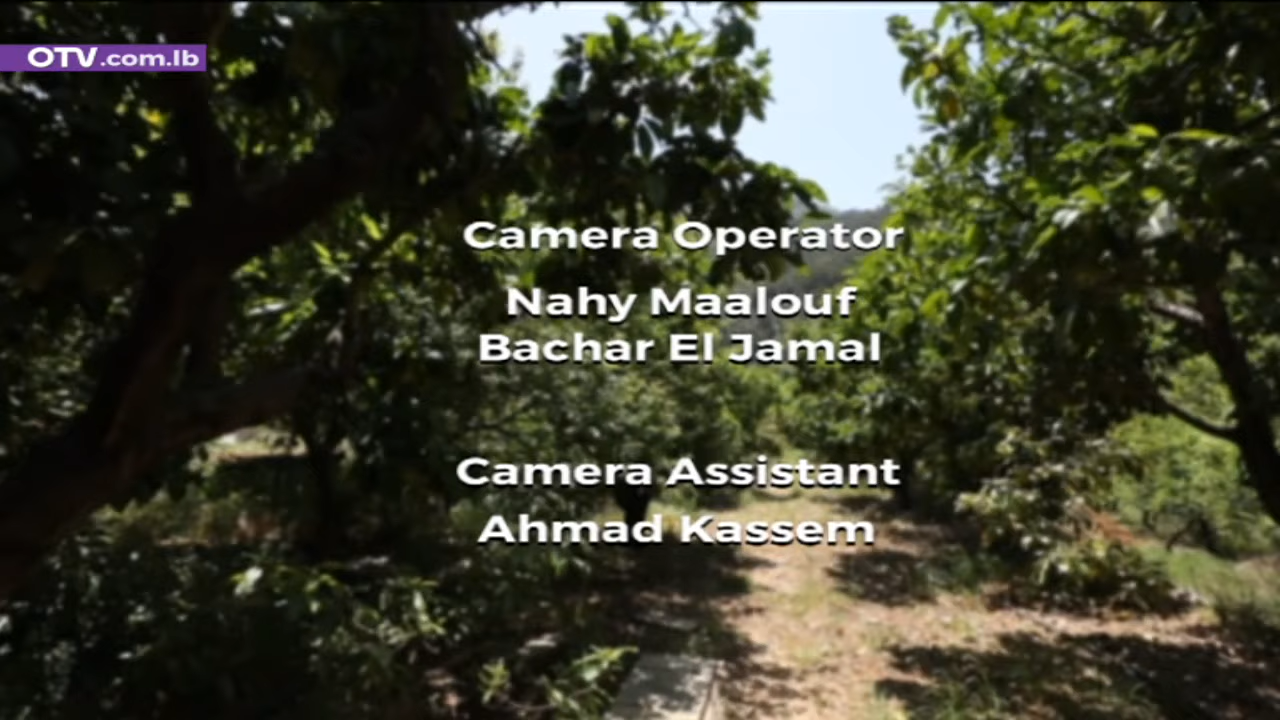 OTV.com.lb
Camera Operator
Nahy Maalouf
Bachar El Jamal
Camera Assistant
Ahmad Kassem